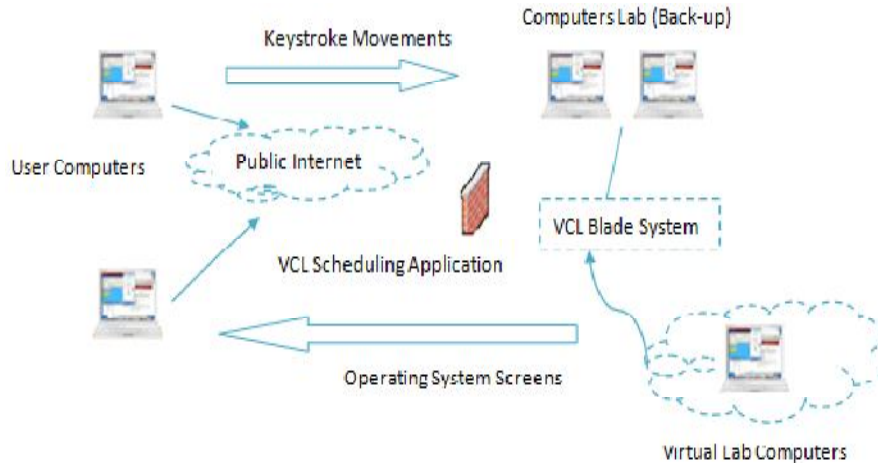 Computers Lab (Back-up)
Keystroke Movements
User Computers
Public Internet
VCL Blade System
VCL Scheduling Application
Operating System Screens
Virtual Lab Computers